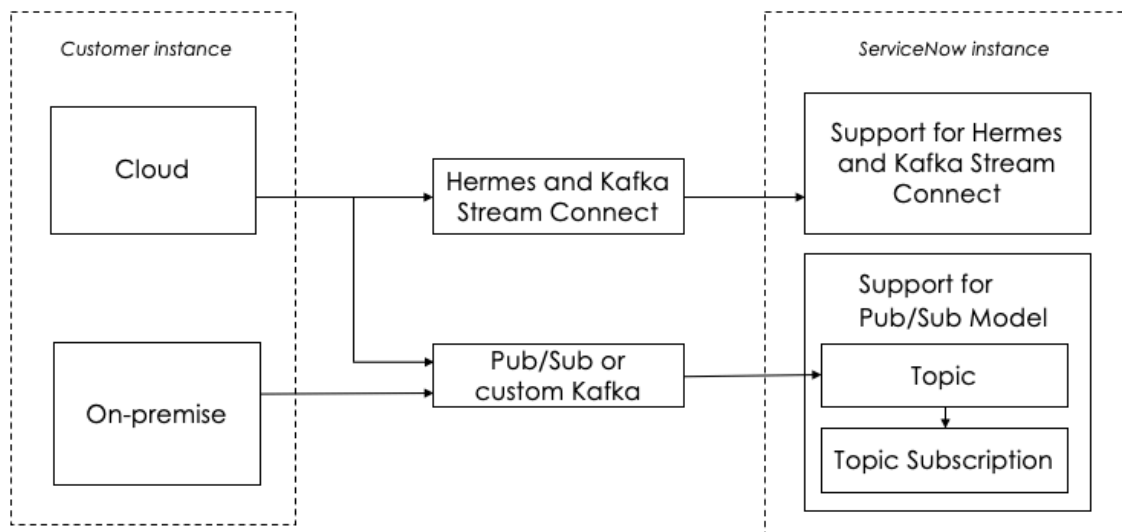 Customer instance
Cloud
On-premise
Hermes and Kafka
Stream Connect
Pub/Sub or
custom Kafka
ServiceNow instance
Support for Hermes
and Kafka Stream
Connect
Support for
Pub/Sub Model
Topic
Topic Subscription